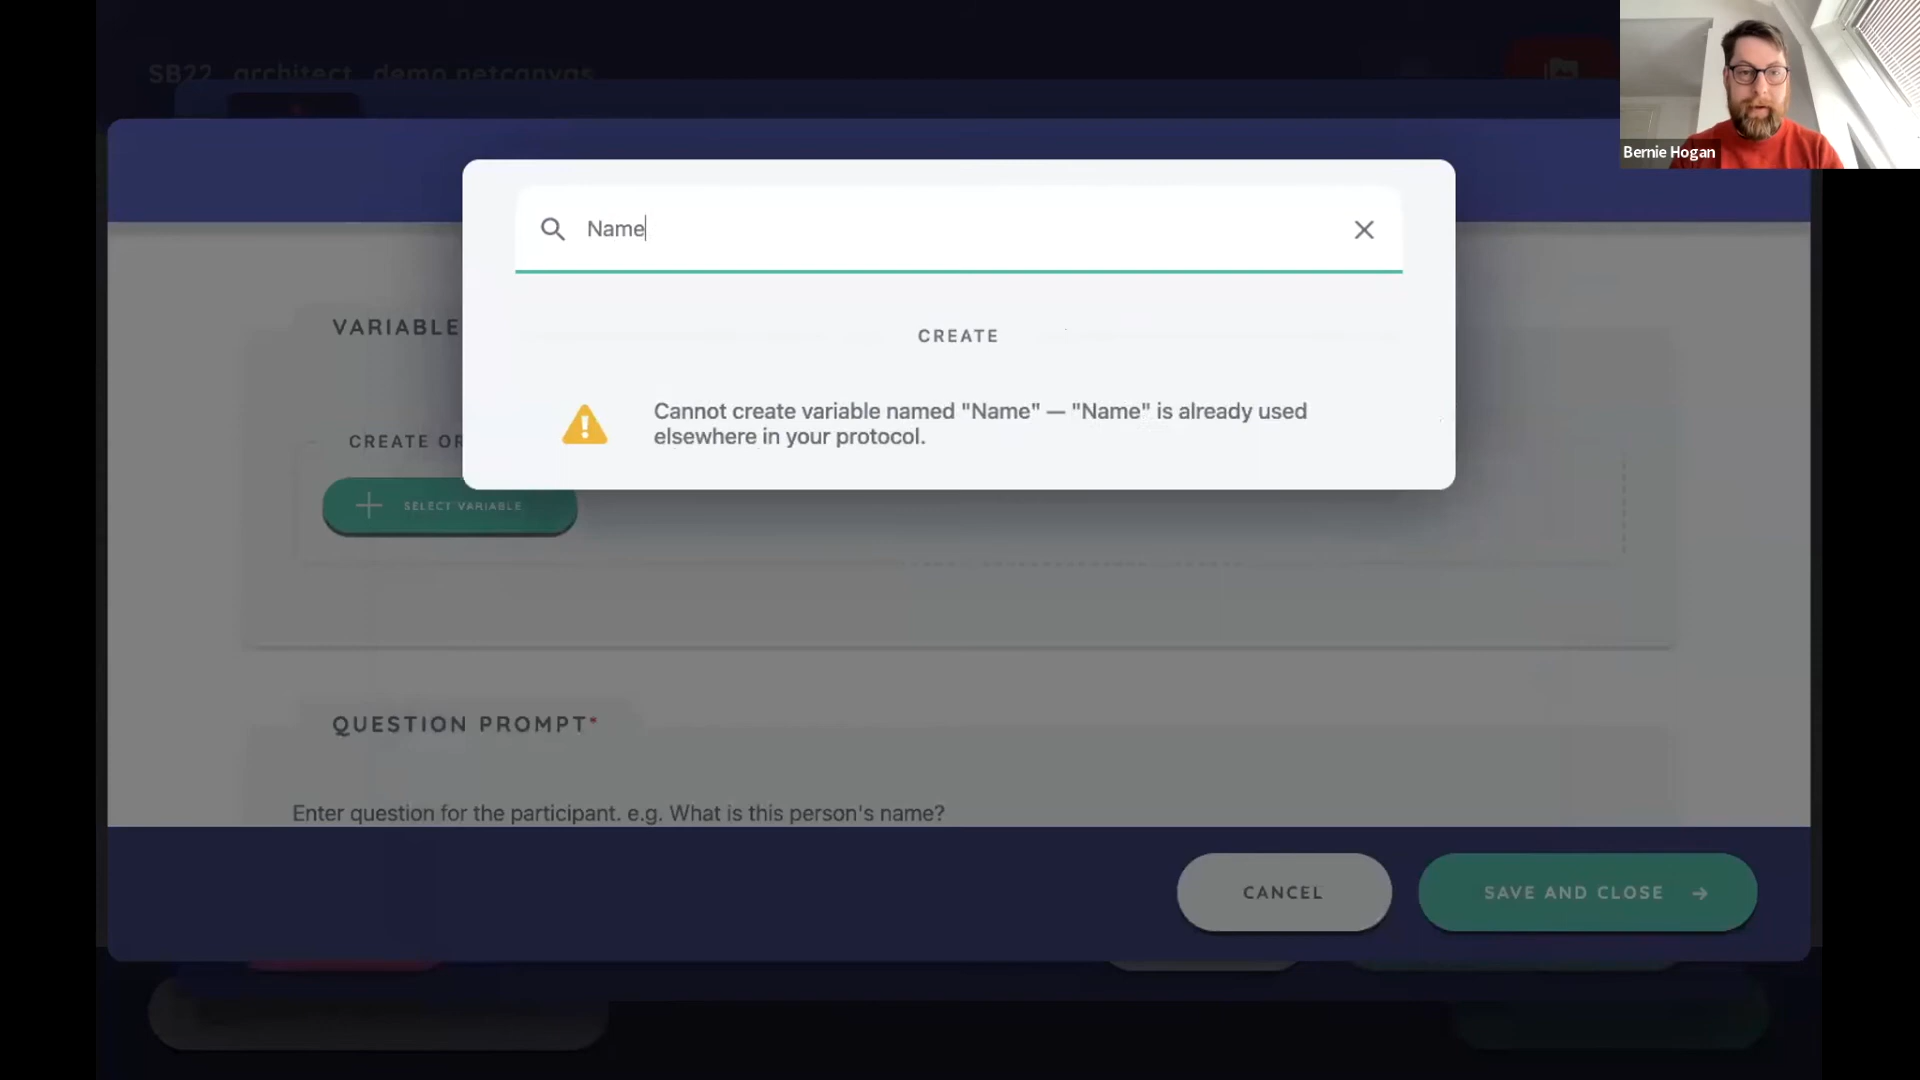 SB22_architect_demo.netcanvas
Bernie Hogan
Name
CREATE
Cannot create variable named "Name" — "Name" is already used
elsewhere in your protocol.
VARIABLE
CREATE OR
SELECT VARIABLE
QUESTION PROMPT*
Enter question for the participant. e.g. What is this person's name?
CANCEL
SAVE AND CLOSE